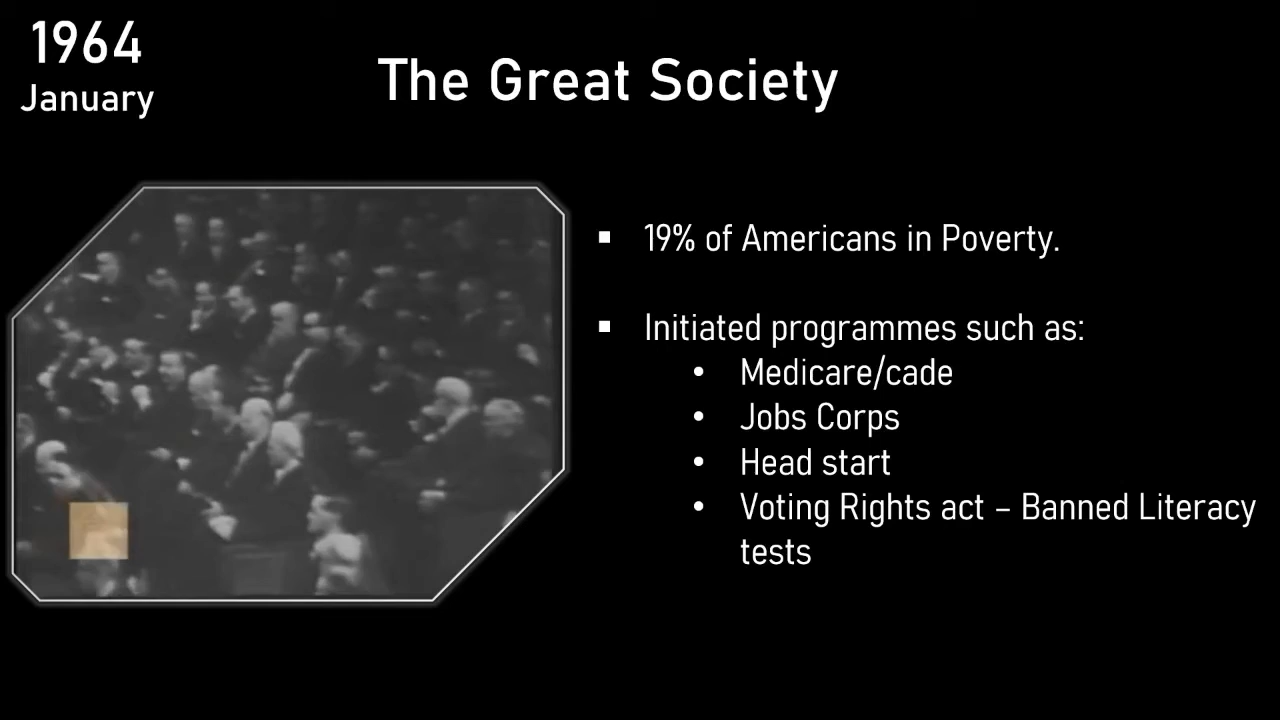 1964
January
The Great Society
▪ 19% of Americans in Poverty.
▪ Initiated programmes such as:
• Medicare/cade
• Jobs Corps
• Head start
• Voting Rights act – Banned Literacy
tests